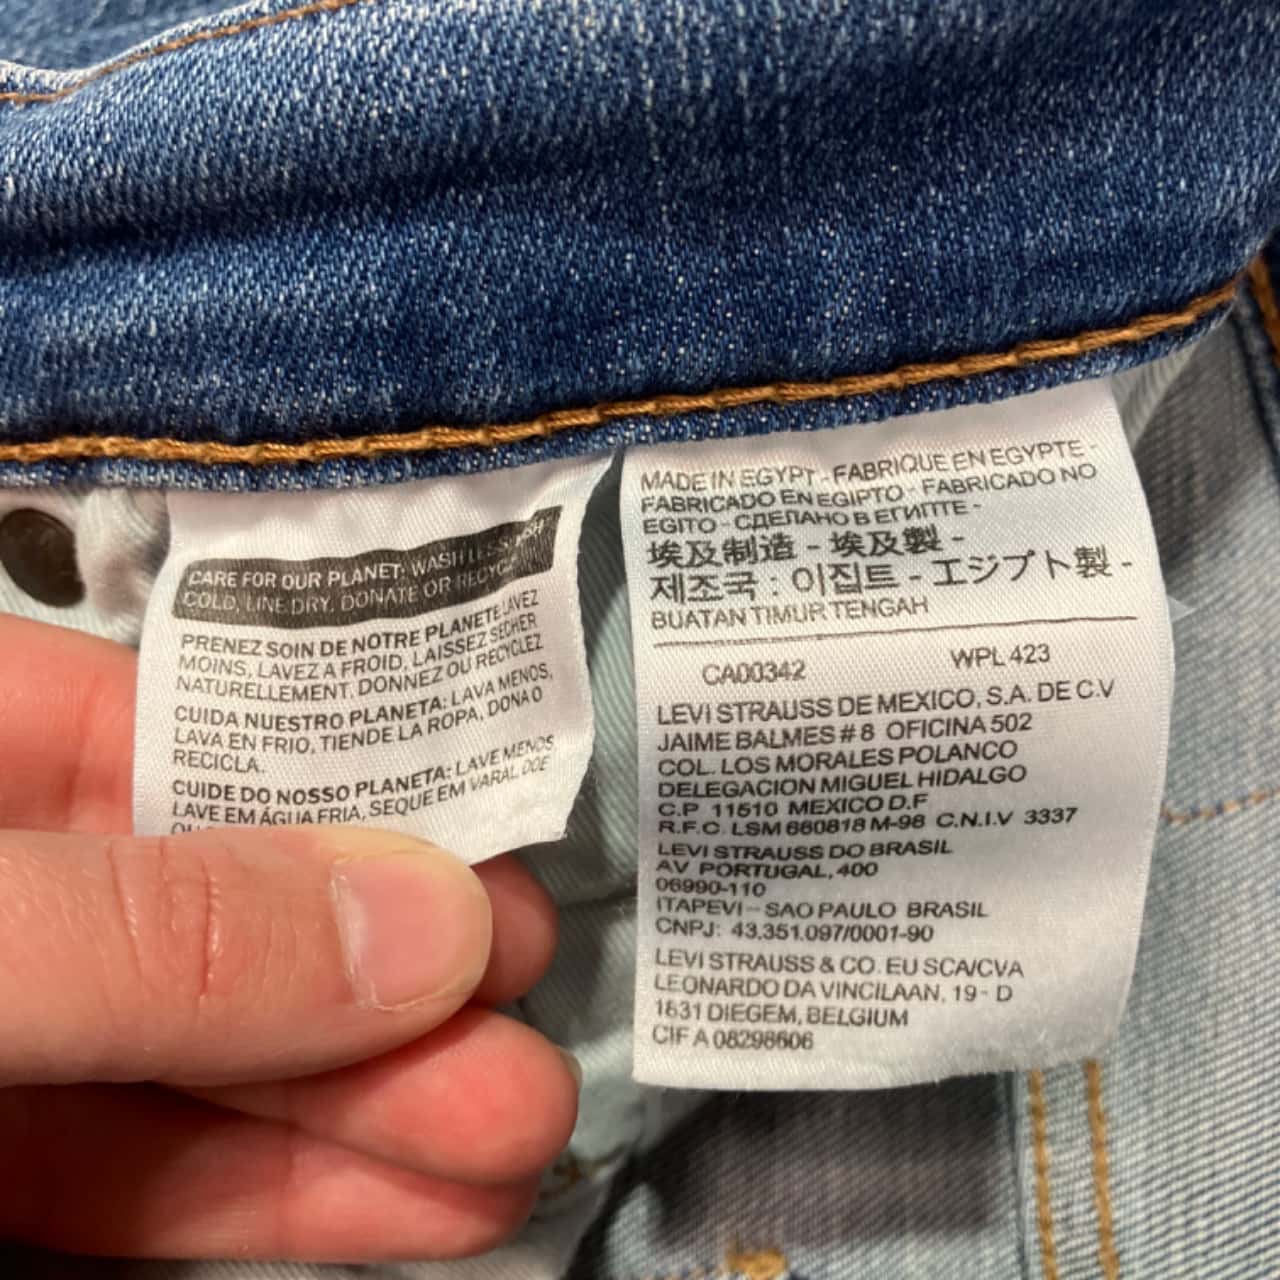 CARE FOR OUR PLANET: WASH LESS, WASH
COLD, LINE DRY, DONATE OR RECYCLE
PRENEZ SOIN DE NOTRE PLANETE LAVEZ
MOINS, LAVEZ A FROID, LAISSEZ SECHER
NATURELLEMENT, DONNEZ OU RECYCLEZ
CUIDA NUESTRO PLANETA: LAVA MENOS,
LAVA EN FRIO, TIENDE LA ROPA, DONA O
RECICLA.
CUIDE DO NOSSO PLANETA: LAVE MENOS
LAVE EM ÁGUA FRIA, SEQUE EM VARAL DOE
MADE IN EGYPT - FABRIQUE EN EGYPTE -
FABRICADO EN EGIPTO - FABRICADO NO
EGITO - СДЕЛАНО В ЕГИПТЕ -
埃及制造 - 埃及製 -
제조국 : 이집트 - エジプト製 -
BUATAN TIMUR TENGAH
CA00342 WPL 423
LEVI STRAUSS DE MEXICO, S.A. DE C.V
JAIME BALMES # 8 OFICINA 502
COL. LOS MORALES POLANCO
DELEGACION MIGUEL HIDALGO
C.P 11510 MEXICO D.F
R.F.C. LSM 660818 M-98 C.N.I.V 3337
LEVI STRAUSS DO BRASIL
AV PORTUGAL, 400
06990-110
ITAPEVI - SAO PAULO BRASIL
CNPJ: 43.351.097/0001-90
LEVI STRAUSS & CO. EU SCA/CVA
LEONARDO DA VINCILAAN, 19 - D
1831 DIEGEM, BELGIUM
CIF A 08298606